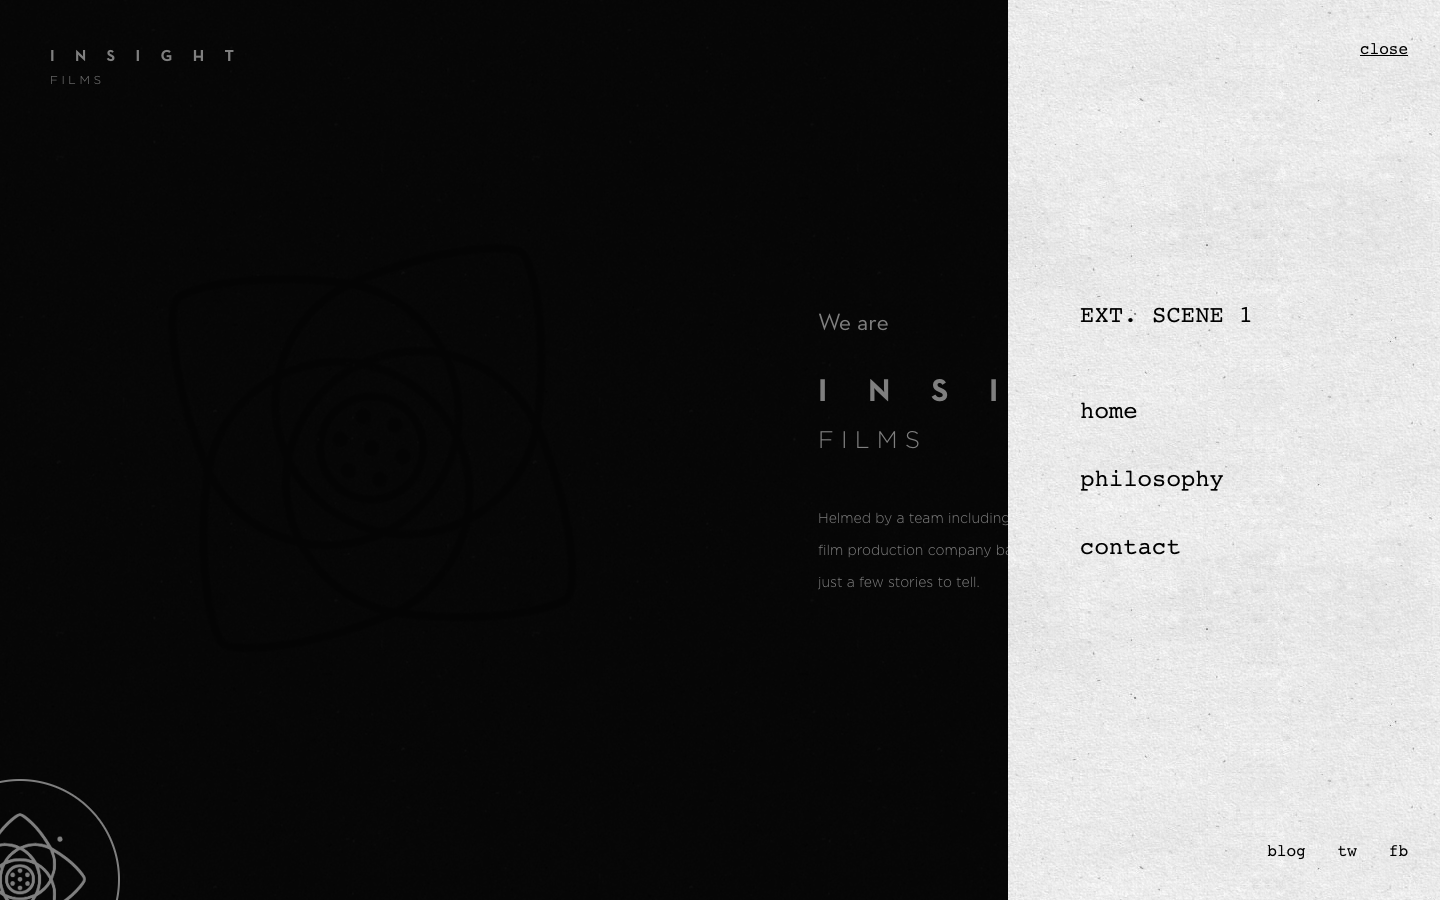 INSIGHT
FILMS
close
We are
INSI
FILMS
Helmed by a team including
film production company ba
just a few stories to tell.
EXT. SCENE 1
home
philosophy
contact
blog tw fb